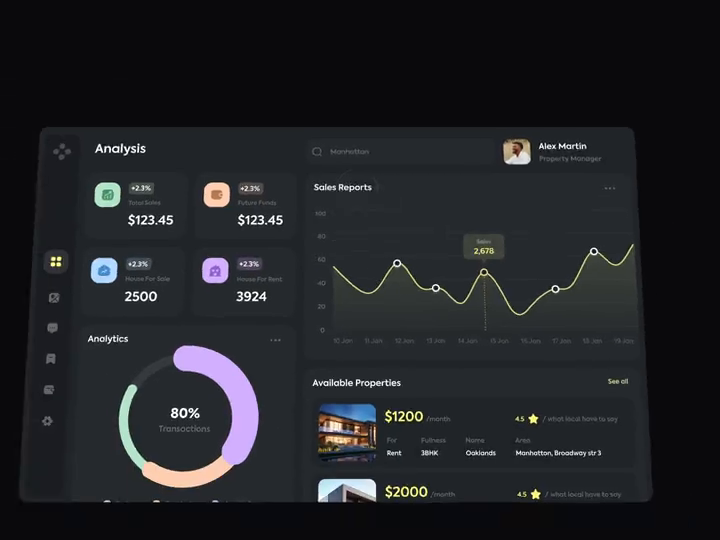 Analysis
Manhattan
Alex Martin
Property Manager
+2.3%
Total Sales
$123.45
+2.3%
Future Funds
$123.45
+2.3%
House For Sale
2500
+2.3%
House For Rent
3924
Sales Reports
100
80
60
40
20
0
Sales
2,678
10 Jan 11 Jan 12 Jan 13 Jan 14 Jan 15 Jan 16 Jan 17 Jan 18 Jan 19 Jan
Analytics
80%
Transactions
Available Properties
See all
$1200 /month
4.5 / what local hove to say
For Fullness Name Area
Rent 3BHK Oaklands Manhatton, Broadway str 3
$2000 /month
4.5 / what local hove to say